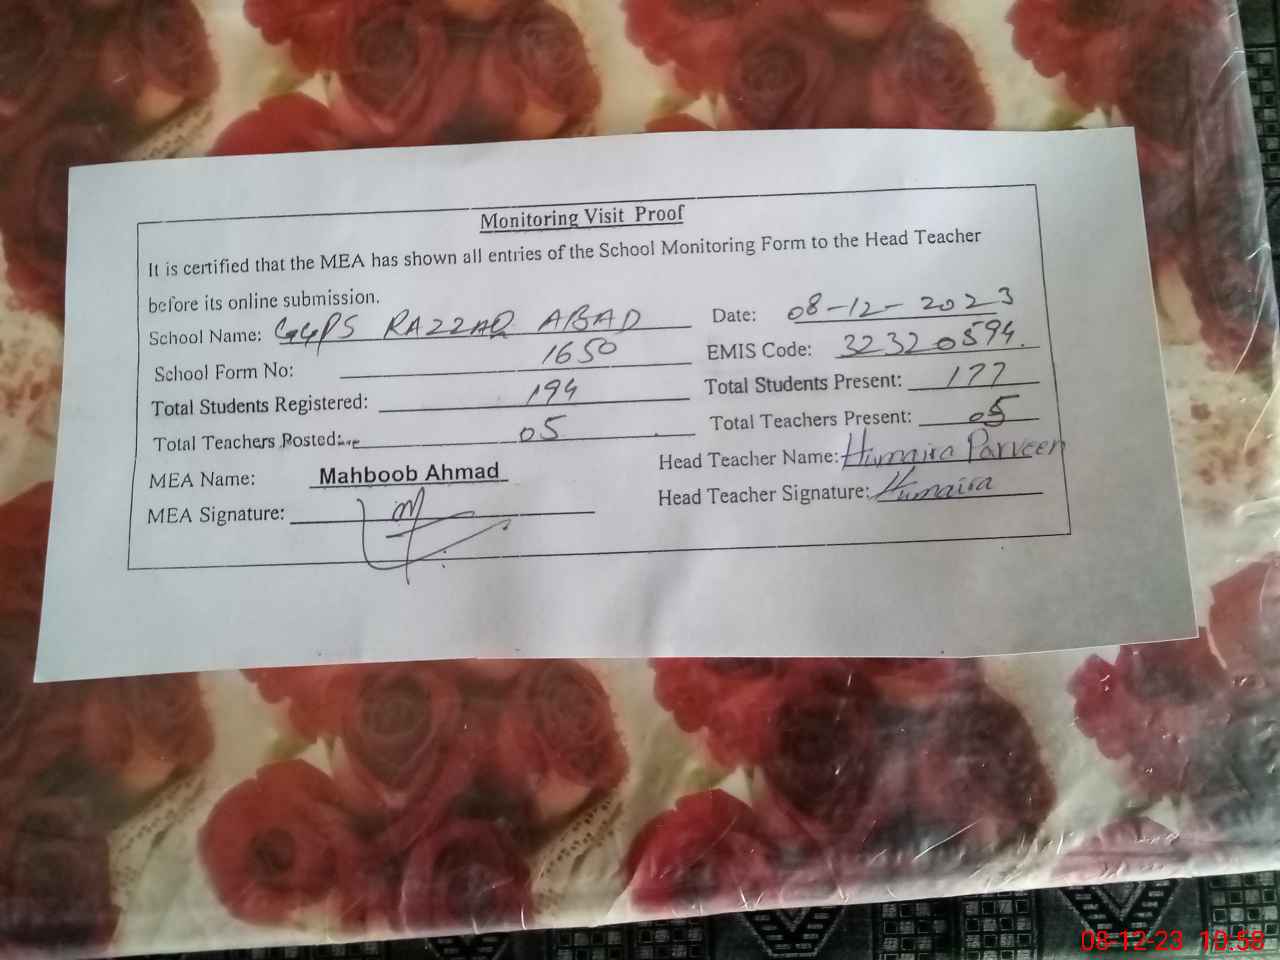 Monitoring Visit Proof
It is certified that the MEA has shown all entries of the School Monitoring Form to the Head Teacher
before its online submission.
School Name: GGPS RAZZAQ ABAD Date: 08-12-2023
School Form No: 1650 EMIS Code: 32320594.
Total Students Registered: 194 Total Students Present: 177
Total Teachers Posted: 05 Total Teachers Present: 05
MEA Name: Mahboob Ahmad Head Teacher Name: Humaira Parveen
MEA Signature: Head Teacher Signature: Humaira
08-12-23 10:58